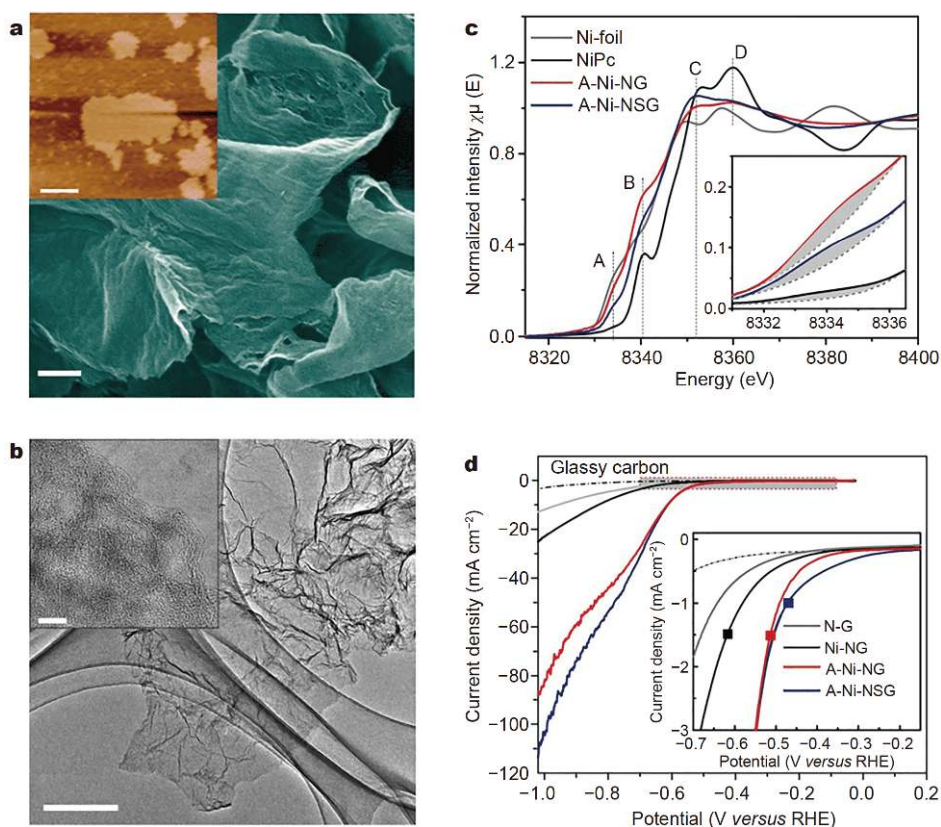 a
c
Ni-foil
NiPc
A-Ni-NG
A-Ni-NSG
A
B
C
D
1.2
0.8
0.4
0.0
Normalized intensity χμ (E)
0.2
0.1
0.0
8332
8334
8336
8320
8340
8360
8380
8400
Energy (eV)
b
d
Glassy carbon
0
−20
−40
−60
−80
−100
−120
Current density (mA cm⁻²)
0
−1
−2
−3
Current density (mA cm⁻²)
N-G
Ni-NG
A-Ni-NG
A-Ni-NSG
−0.7
−0.6
−0.5
−0.4
−0.3
−0.2
Potential (V versus RHE)
−1.0
−0.8
−0.6
−0.4
−0.2
0.0
0.2
Potential (V versus RHE)